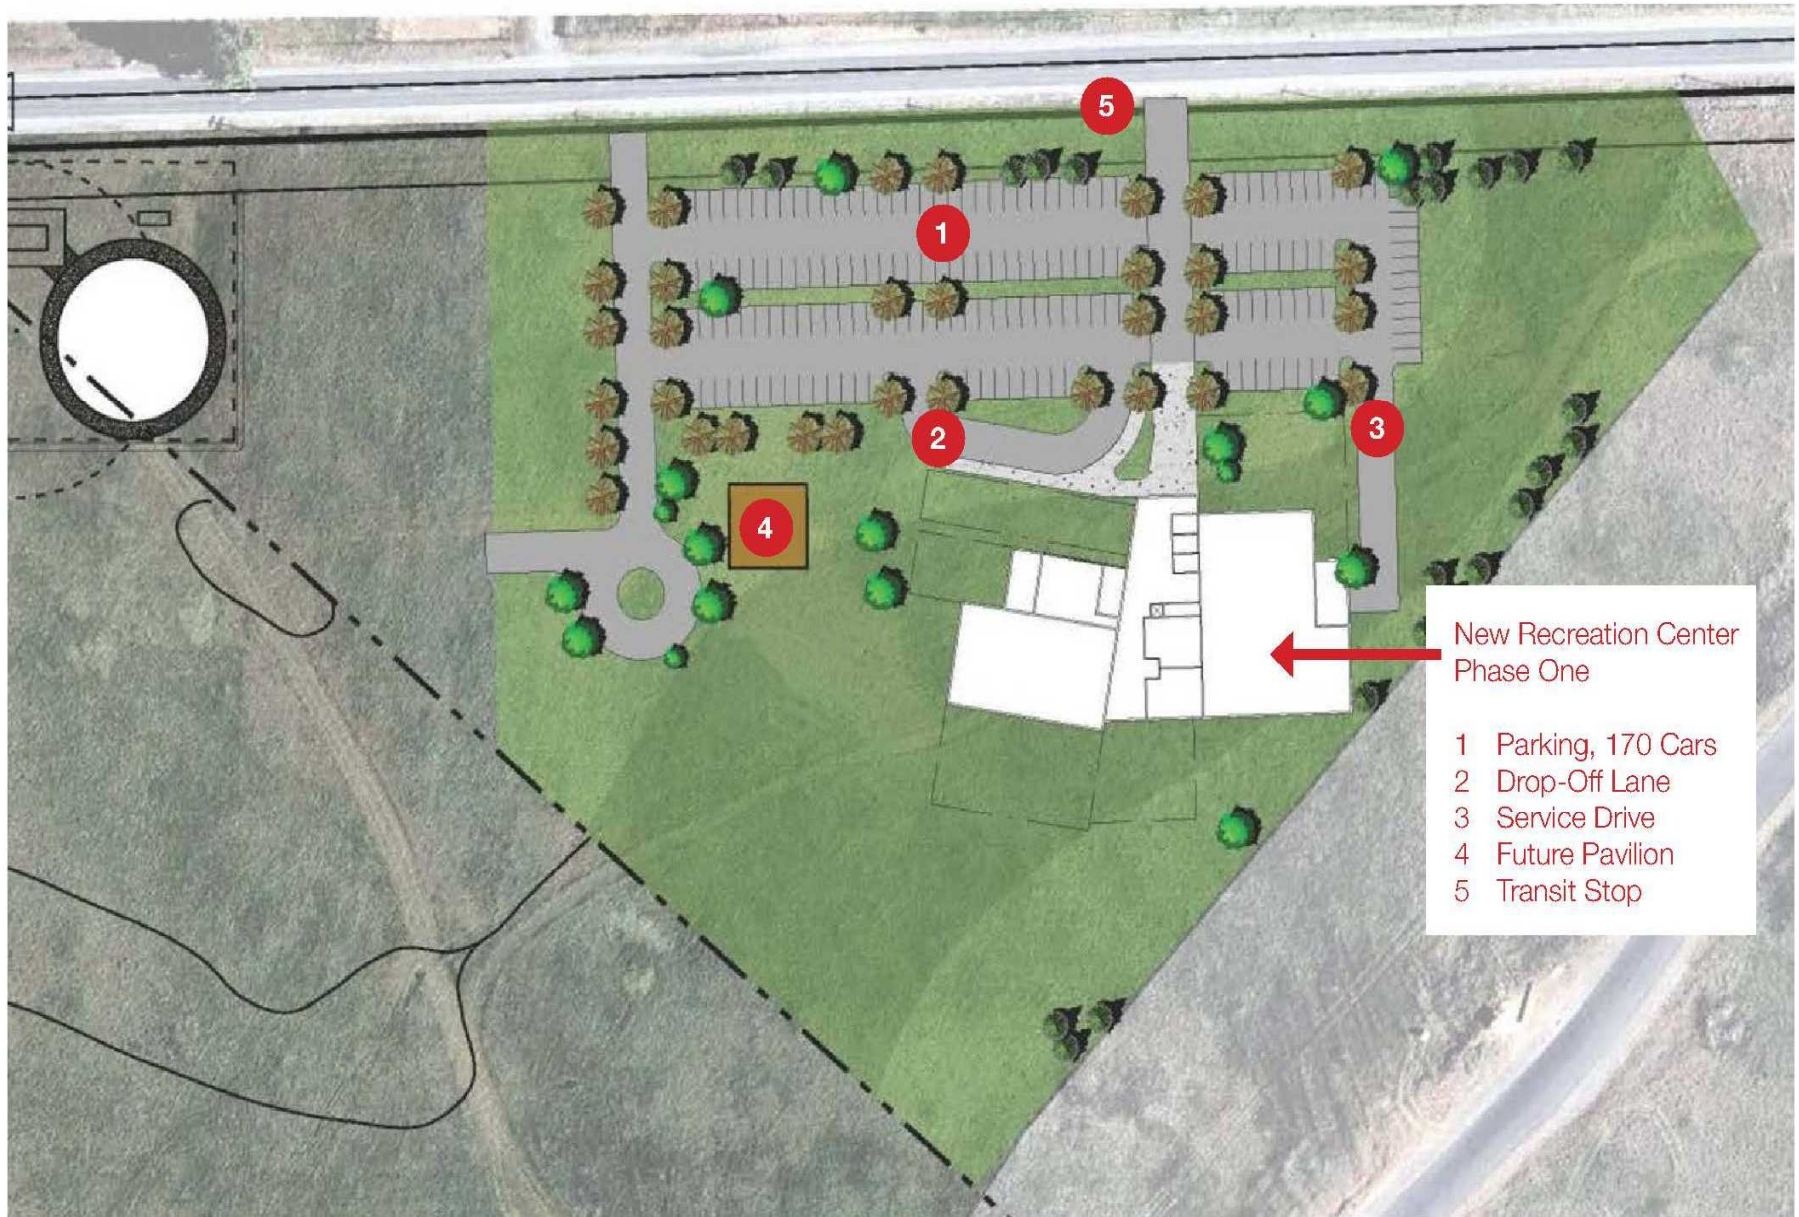 5
1
2
3
4
New Recreation Center
Phase One
1 Parking, 170 Cars
2 Drop-Off Lane
3 Service Drive
4 Future Pavilion
5 Transit Stop